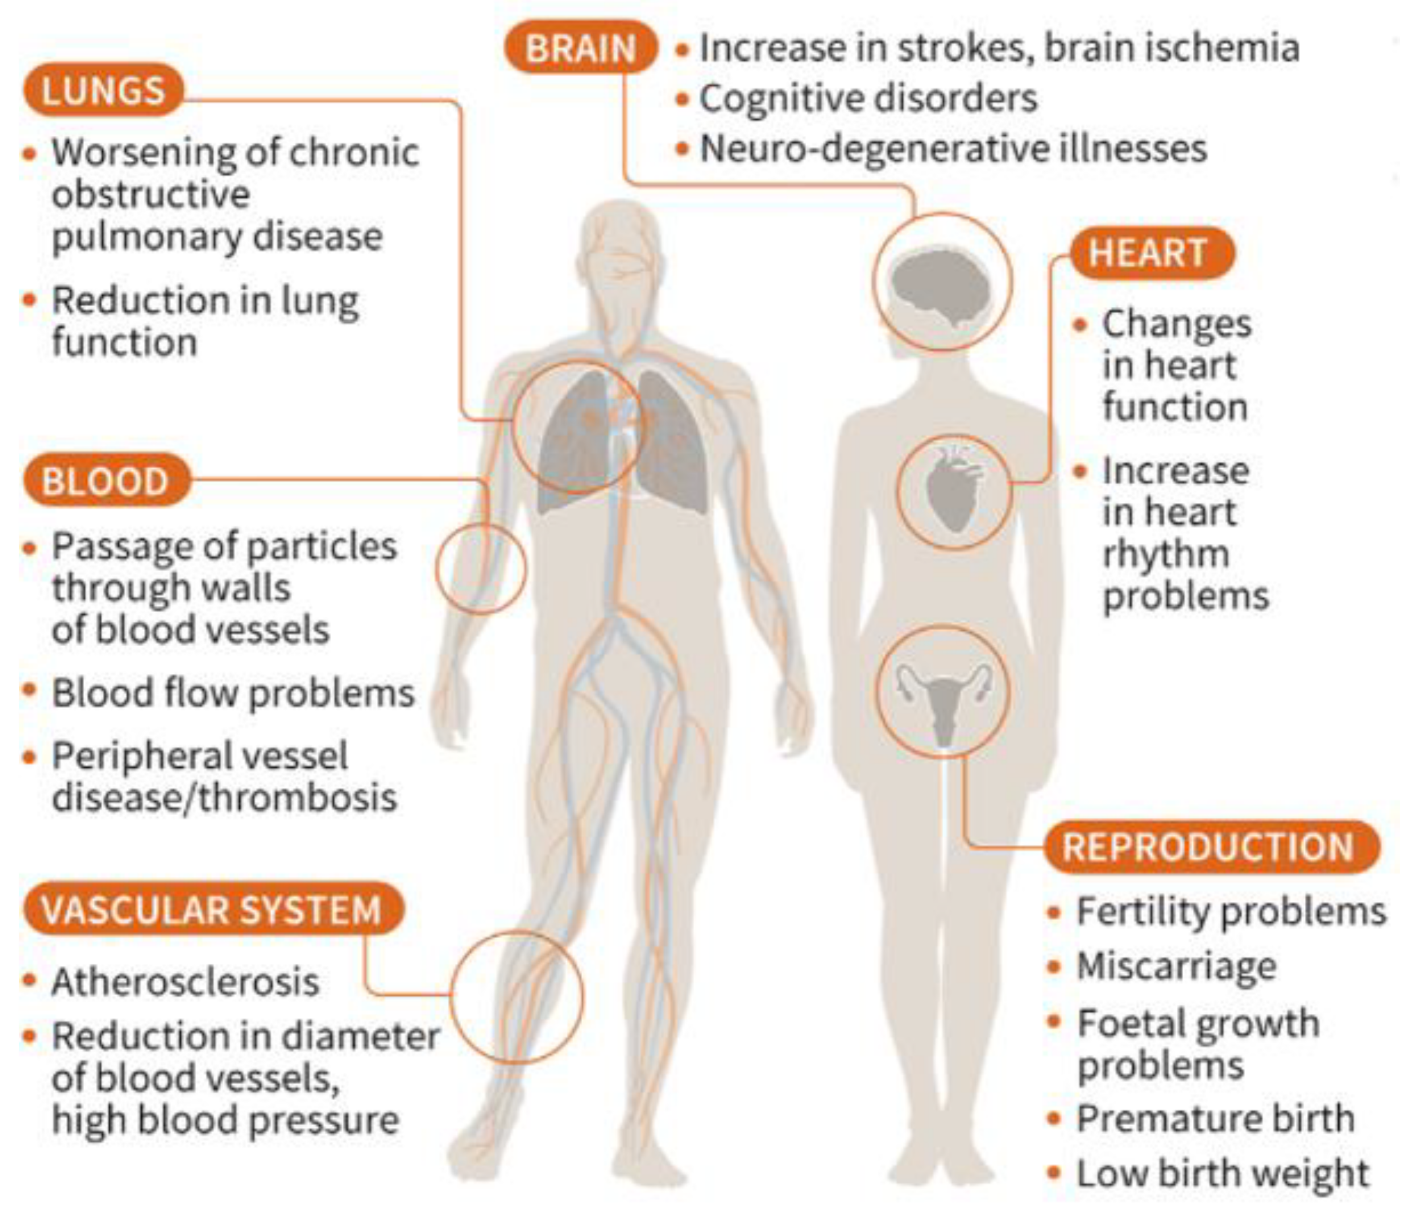 LUNGS
• Worsening of chronic
obstructive
pulmonary disease
• Reduction in lung
function
BLOOD
• Passage of particles
through walls
of blood vessels
• Blood flow problems
• Peripheral vessel
disease/thrombosis
VASCULAR SYSTEM
• Atherosclerosis
• Reduction in diameter
of blood vessels,
high blood pressure
BRAIN
• Increase in strokes, brain ischemia
• Cognitive disorders
• Neuro-degenerative illnesses
HEART
• Changes
in heart
function
• Increase
in heart
rhythm
problems
REPRODUCTION
• Fertility problems
• Miscarriage
• Foetal growth
problems
• Premature birth
• Low birth weight